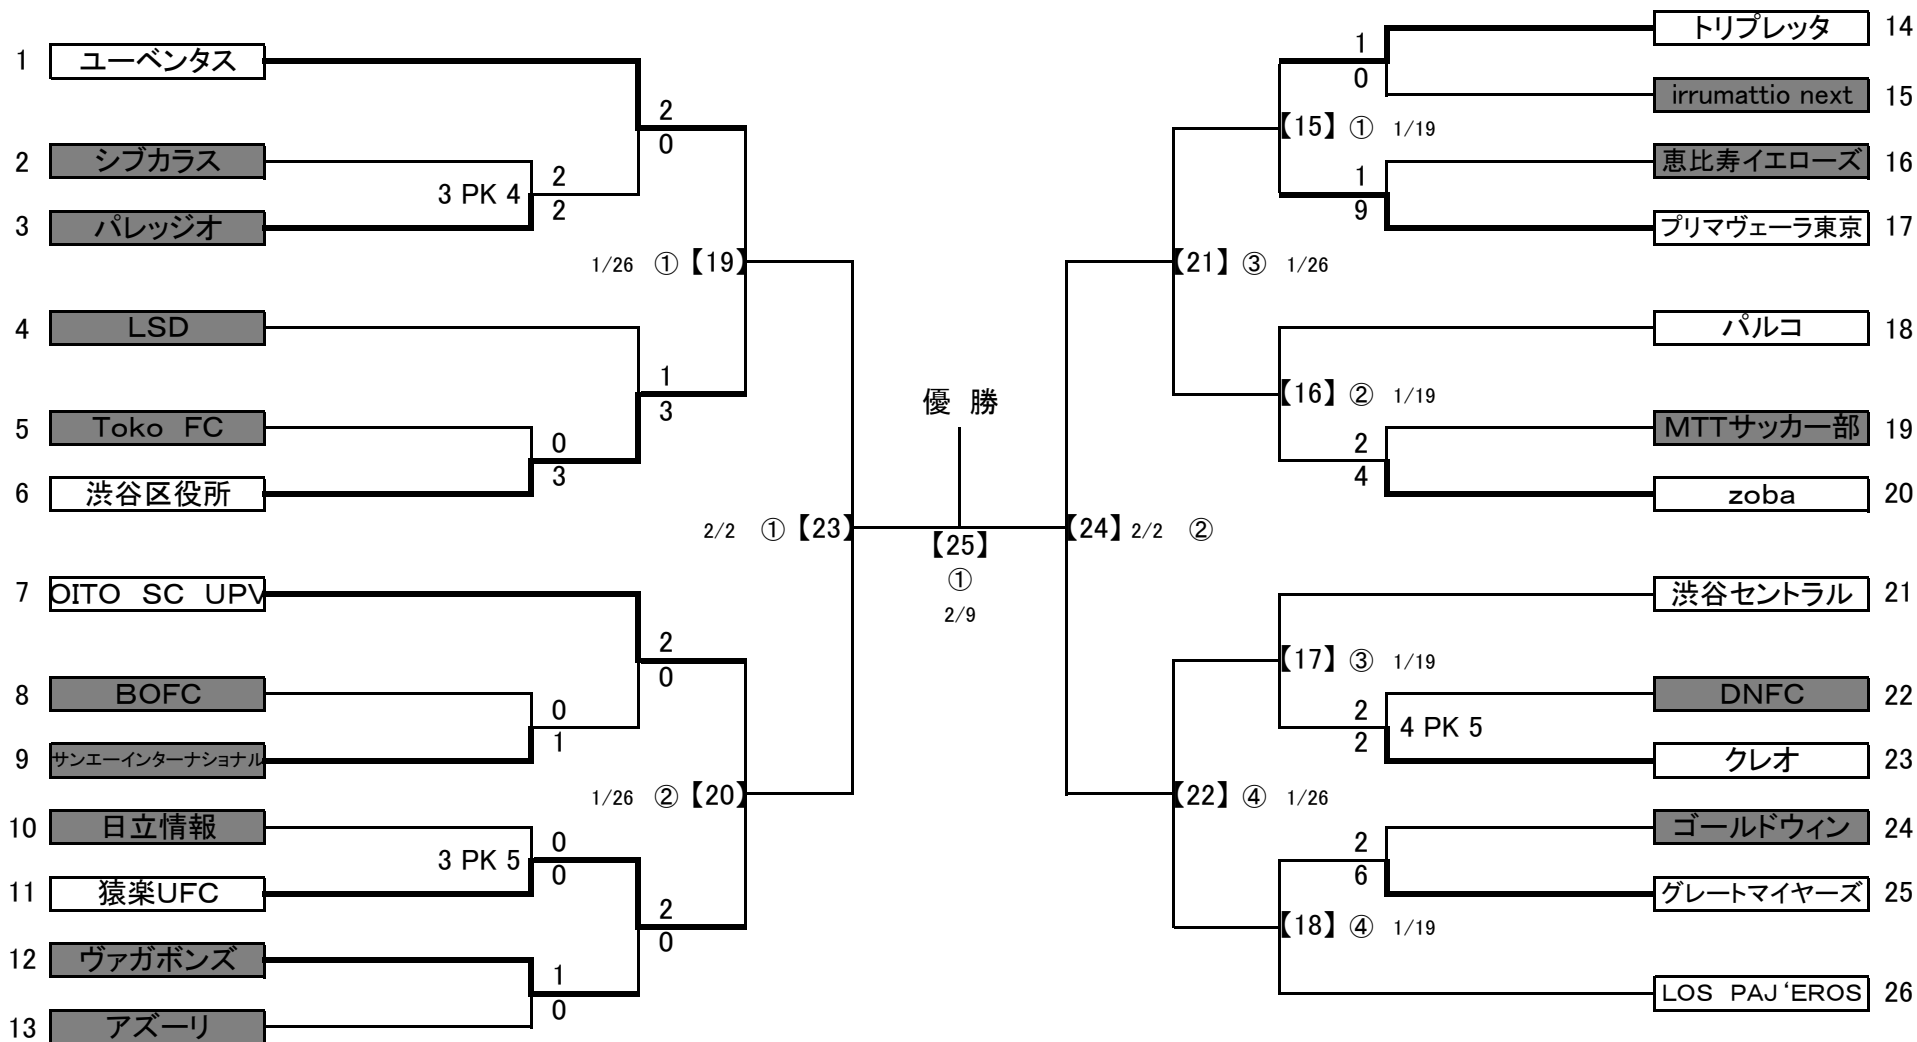 1 ユーベンタス
2
0
2 シブカラス
3 PK 4
2
2
3 パレッジオ
1/26 ① 【19】
4 LSD
1
3
5 Toko FC
0
3
6 渋谷区役所
2/2 ① 【23】
7 OITO SC UPV
2
0
8 BOFC
0
1
9 サンエーインターナショナル
1/26 ② 【20】
10 日立情報
3 PK 5
0
0
11 猿楽UFC
2
0
12 ヴァガボンズ
1
0
13 アズーリ
優 勝
【25】
①
2/9
トリプレッタ 14
1
0
irrumattio next 15
【15】 ① 1/19
恵比寿イエローズ 16
1
9
プリマヴェーラ東京 17
【21】 ③ 1/26
パルコ 18
【16】 ② 1/19
MTTサッカー部 19
2
4
zoba 20
【24】 2/2 ②
渋谷セントラル 21
【17】 ③ 1/19
DNFC 22
2
2
4 PK 5
クレオ 23
【22】 ④ 1/26
ゴールドウィン 24
2
6
グレートマイヤーズ 25
【18】 ④ 1/19
LOS PAJ‘EROS 26